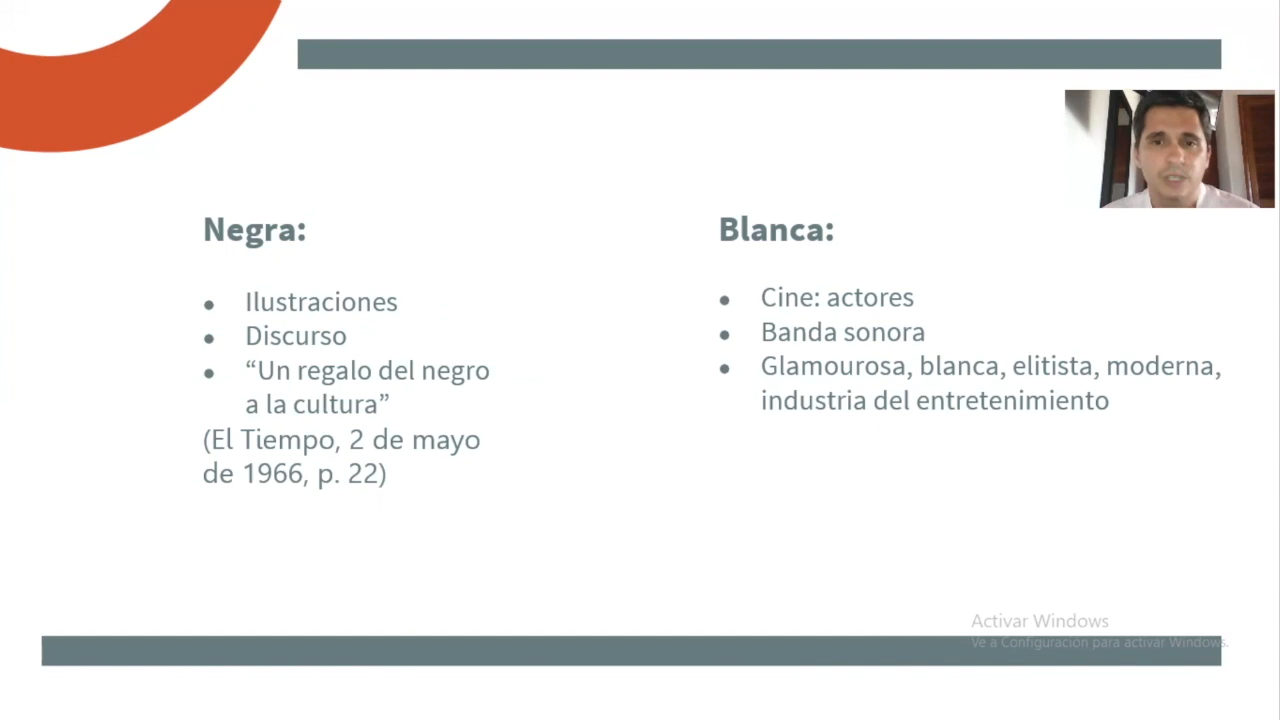 Negra:
● Ilustraciones
● Discurso
● “Un regalo del negro
a la cultura”
(El Tiempo, 2 de mayo
de 1966, p. 22)
Blanca:
● Cine: actores
● Banda sonora
● Glamourosa, blanca, elitista, moderna,
industria del entretenimiento
Activar Windows
Ve a Configuración para activar Windows.